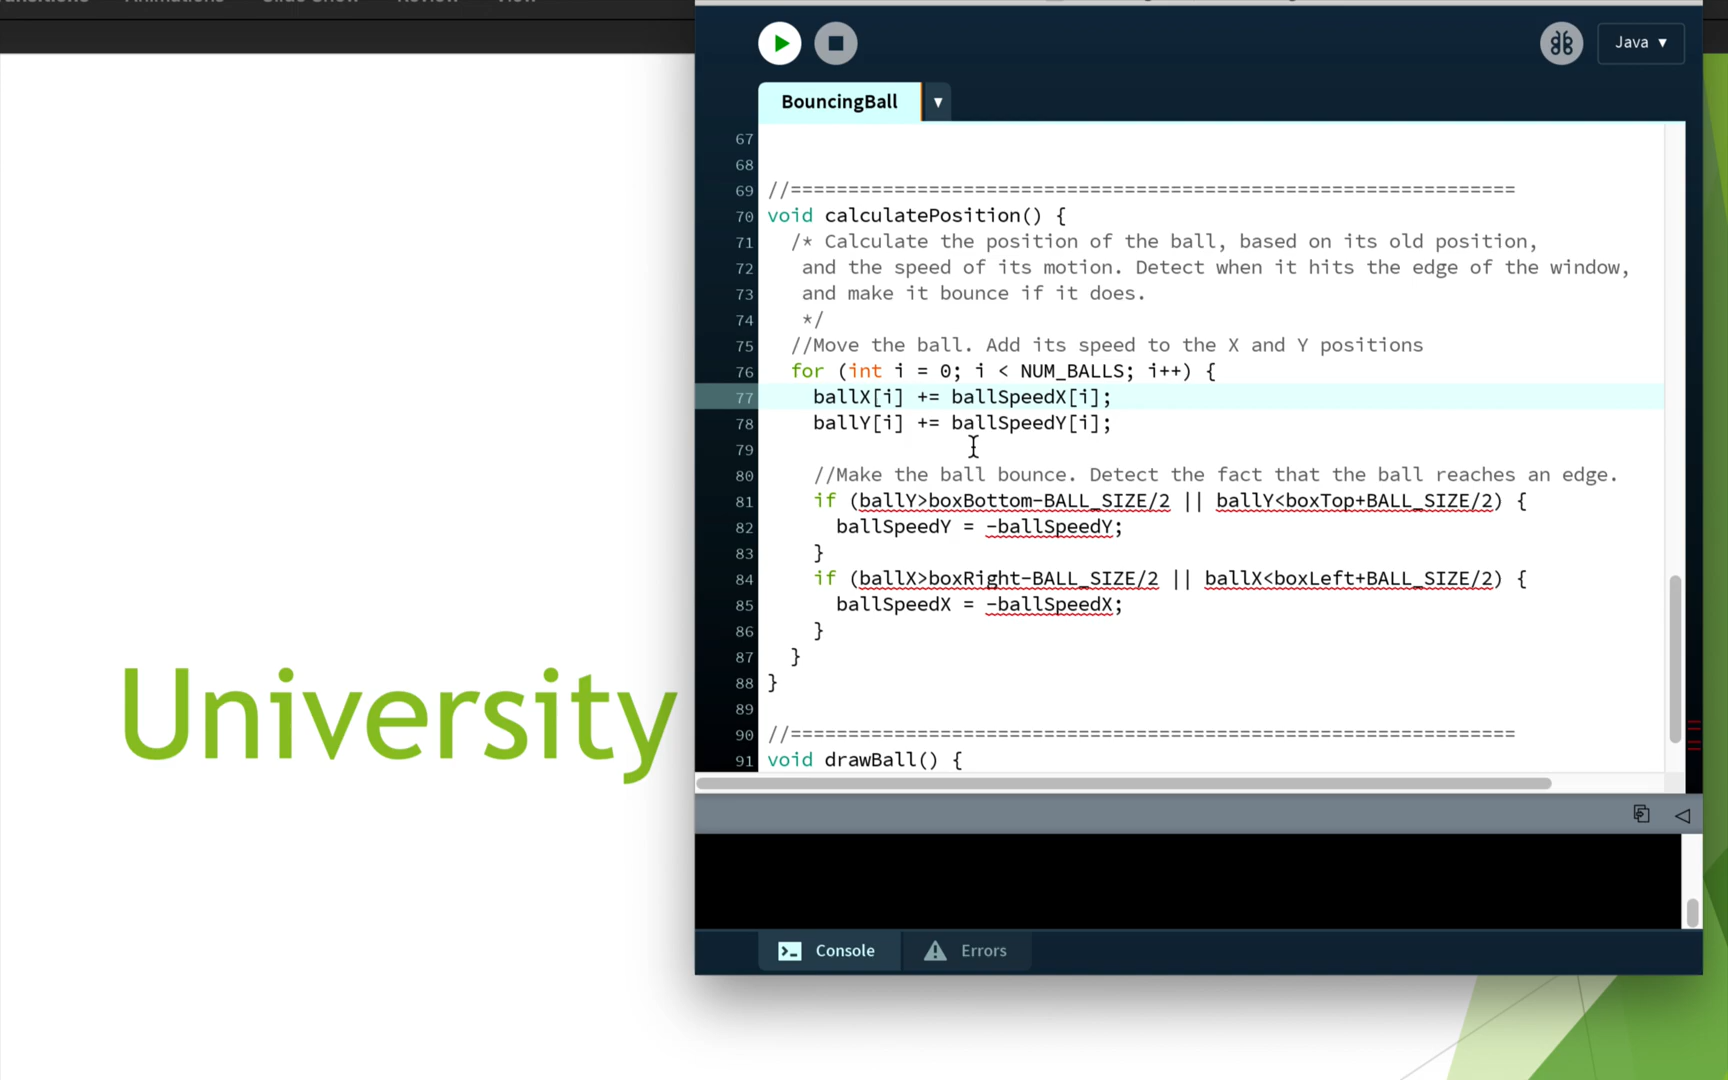 Java ▼
BouncingBall ▼
67
68
69 //===============================================================
70 void calculatePosition() {
71 /* Calculate the position of the ball, based on its old position,
72 and the speed of its motion. Detect when it hits the edge of the window,
73 and make it bounce if it does.
74 */
75 //Move the ball. Add its speed to the X and Y positions
76 for (int i = 0; i < NUM_BALLS; i++) {
77 ballX[i] += ballSpeedX[i];
78 ballY[i] += ballSpeedY[i];
79
80 //Make the ball bounce. Detect the fact that the ball reaches an edge.
81 if (ballY>boxBottom-BALL_SIZE/2 || ballY<boxTop+BALL_SIZE/2) {
82 ballSpeedY = -ballSpeedY;
83 }
84 if (ballX>boxRight-BALL_SIZE/2 || ballX<boxLeft+BALL_SIZE/2) {
85 ballSpeedX = -ballSpeedX;
86 }
87 }
88 }
89
90 //===============================================================
91 void drawBall() {
University
Console
Errors